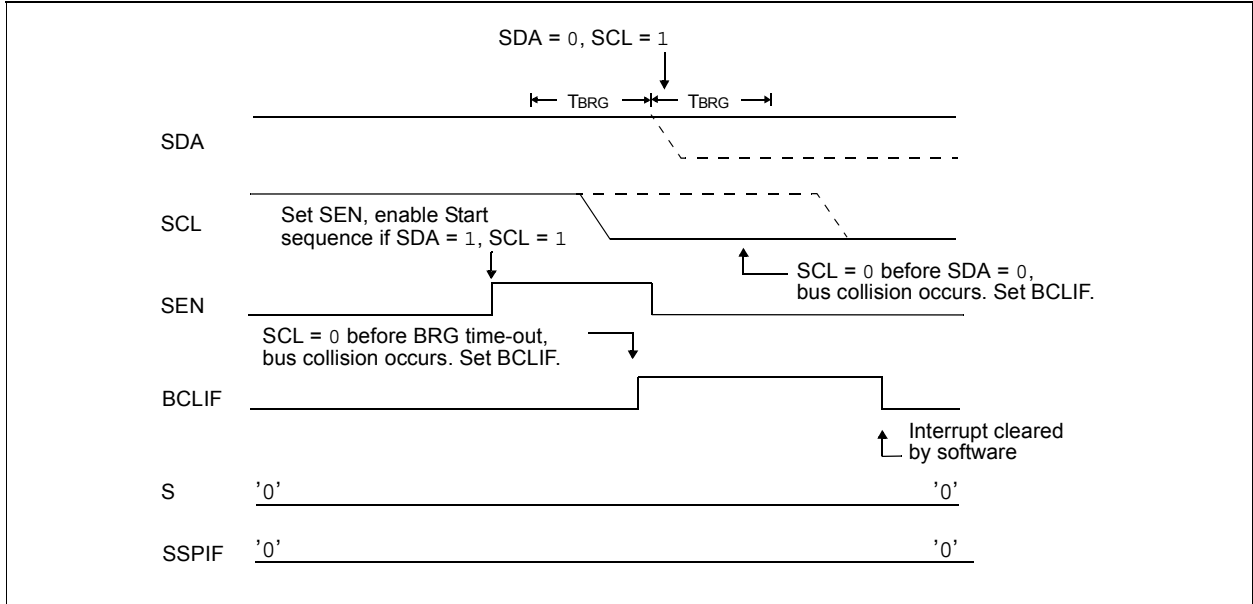 SDA = 0, SCL = 1
TBRG TBRG
SDA
SCL
Set SEN, enable Start
sequence if SDA = 1, SCL = 1
SCL = 0 before SDA = 0,
bus collision occurs. Set BCLIF.
SEN
SCL = 0 before BRG time-out,
bus collision occurs. Set BCLIF.
BCLIF
Interrupt cleared
by software
S '0' '0'
SSPIF '0' '0'